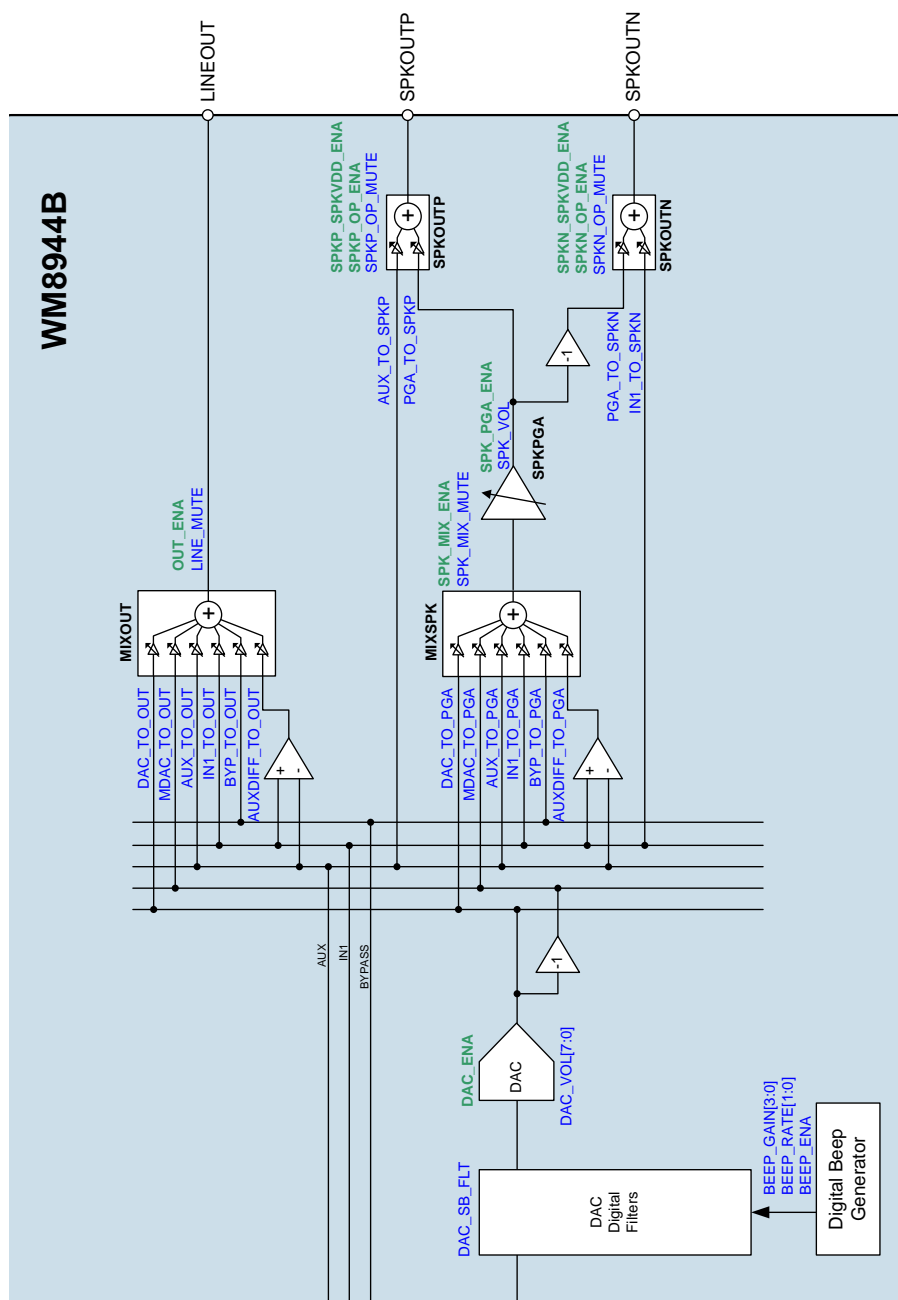 WM8944B
LINEOUT
SPKOUTP
SPKOUTN
OUT_ENA
LINE_MUTE
SPKP_SPKVDD_ENA
SPKP_OP_ENA
SPKP_OP_MUTE
SPKOUTP
+
SPKN_SPKVDD_ENA
SPKN_OP_ENA
SPKN_OP_MUTE
SPKOUTN
+
AUX_TO_SPKP
PGA_TO_SPKP
SPK_PGA_ENA
SPK_VOL
SPKPGA
-1
PGA_TO_SPKN
IN1_TO_SPKN
MIXOUT
+
DAC_TO_OUT
MDAC_TO_OUT
AUX_TO_OUT
IN1_TO_OUT
BYP_TO_OUT
AUXDIFF_TO_OUT
+
-
SPK_MIX_ENA
SPK_MIX_MUTE
MIXSPK
+
DAC_TO_PGA
MDAC_TO_PGA
AUX_TO_PGA
IN1_TO_PGA
BYP_TO_PGA
AUXDIFF_TO_PGA
+
-
AUX
IN1
BYPASS
-1
DAC_ENA
DAC
DAC_VOL[7:0]
DAC_SB_FLT
DAC
Digital
Filters
BEEP_GAIN[3:0]
BEEP_RATE[1:0]
BEEP_ENA
Digital Beep
Generator